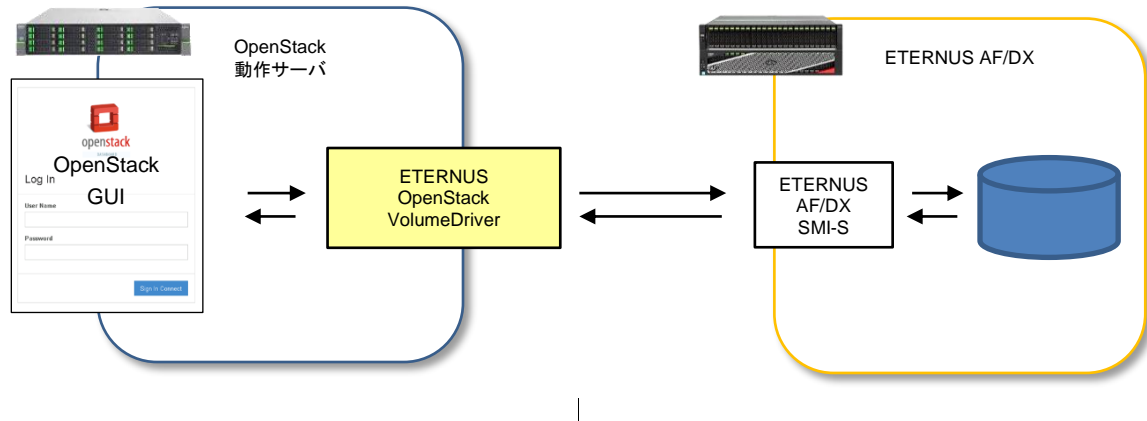 OpenStack
動作サーバ
openstack
OpenStack
GUI
Log In
User Name
Password
Sign In
Connect
ETERNUS
OpenStack
VolumeDriver
ETERNUS AF/DX
ETERNUS
AF/DX
SMI-S